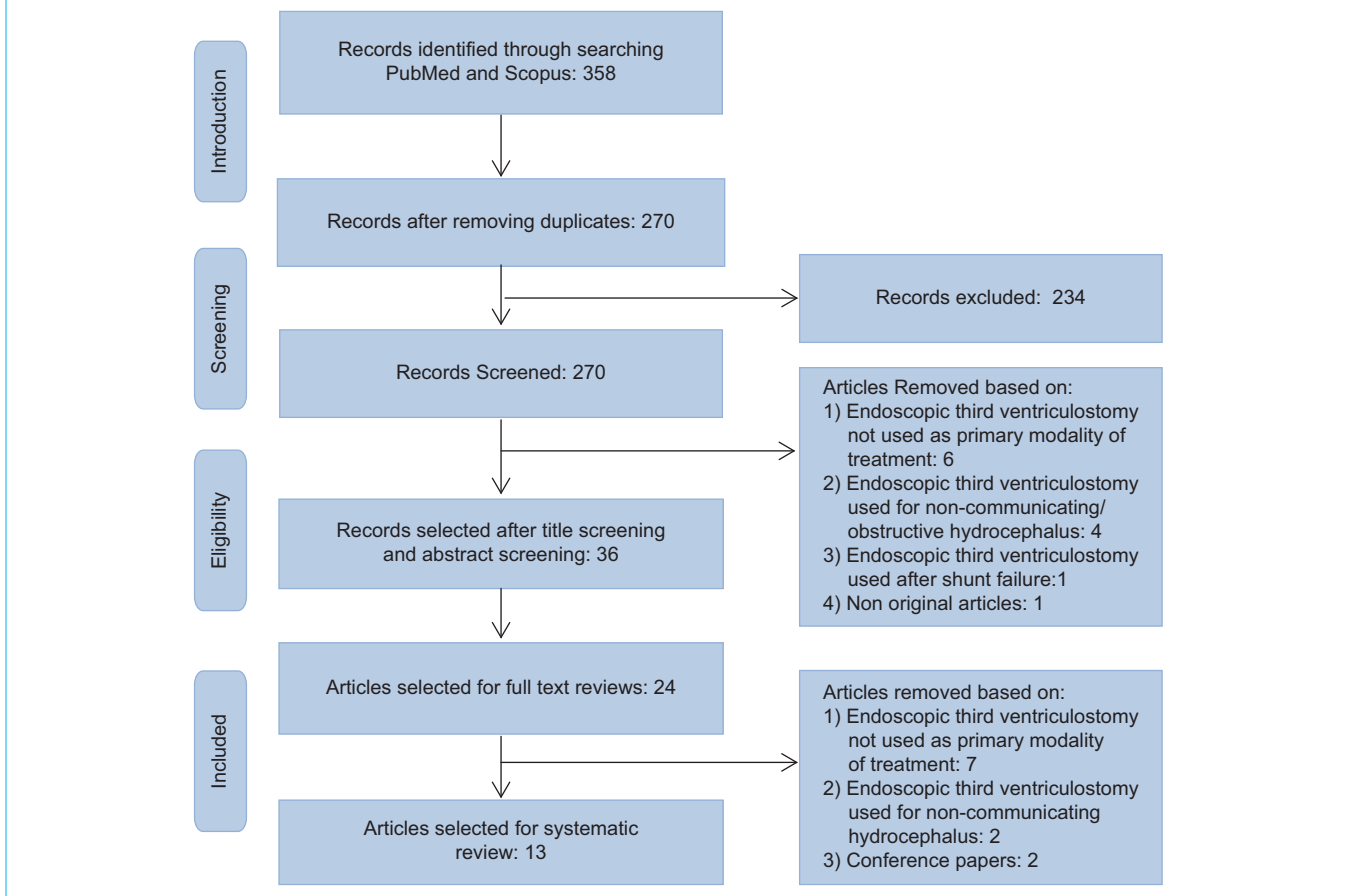 Introduction
Records identified through searching
PubMed and Scopus: 358
Records after removing duplicates: 270
Screening
Records excluded: 234
Records Screened: 270
Articles Removed based on:
1) Endoscopic third ventriculostomy
not used as primary modality of
treatment: 6
2) Endoscopic third ventriculostomy
used for non-communicating/
obstructive hydrocephalus: 4
3) Endoscopic third ventriculostomy
used after shunt failure:1
4) Non original articles: 1
Eligibility
Records selected after title screening
and abstract screening: 36
Articles selected for full text reviews: 24
Included
Articles removed based on:
1) Endoscopic third ventriculostomy
not used as primary modality
of treatment: 7
2) Endoscopic third ventriculostomy
used for non-communicating
hydrocephalus: 2
3) Conference papers: 2
Articles selected for systematic
review: 13